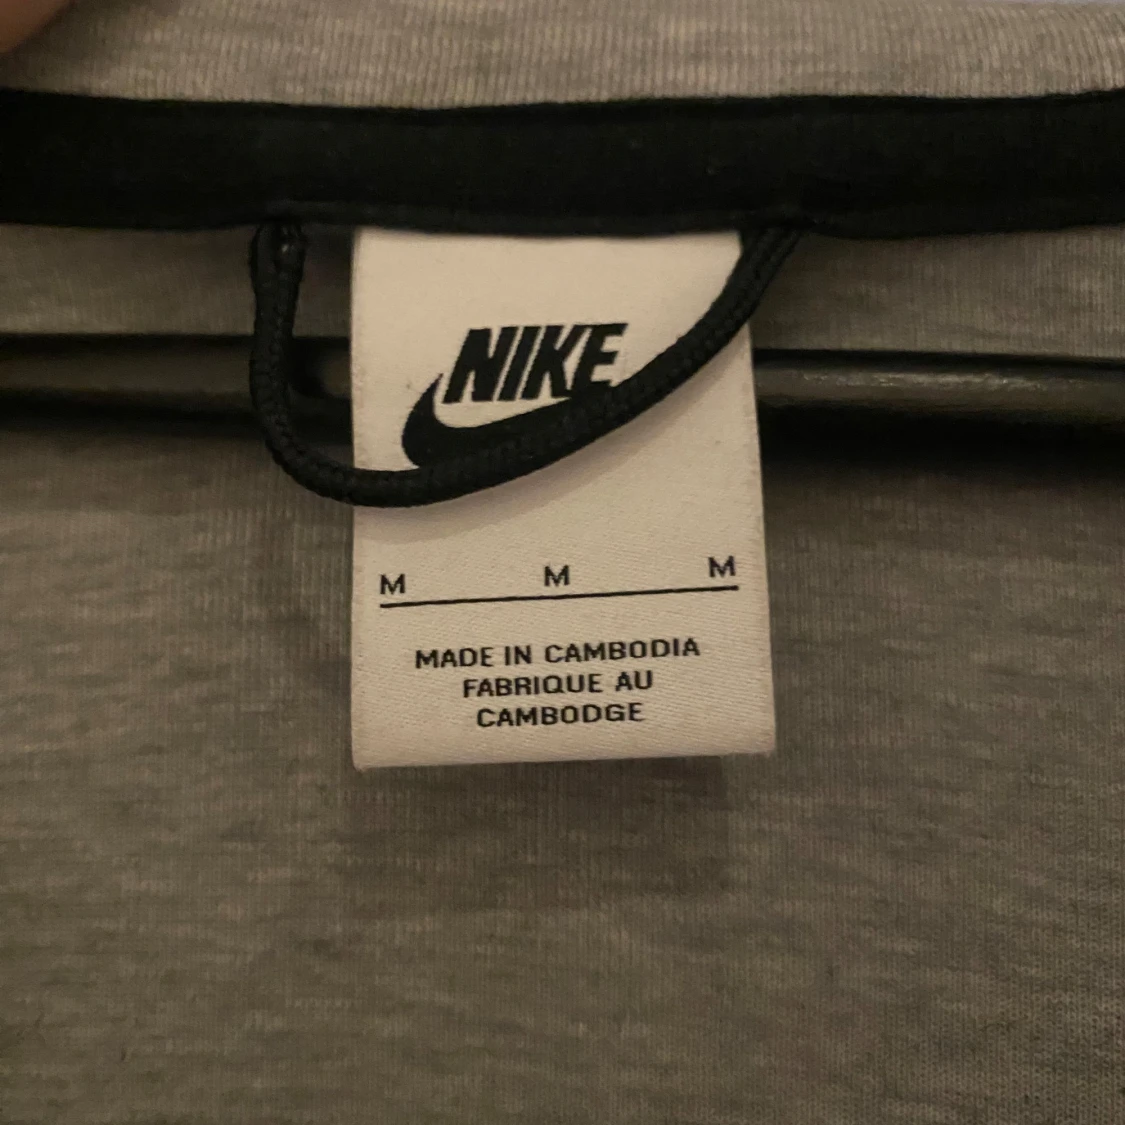 NIKE
M M M
MADE IN CAMBODIA
FABRIQUE AU
CAMBODGE